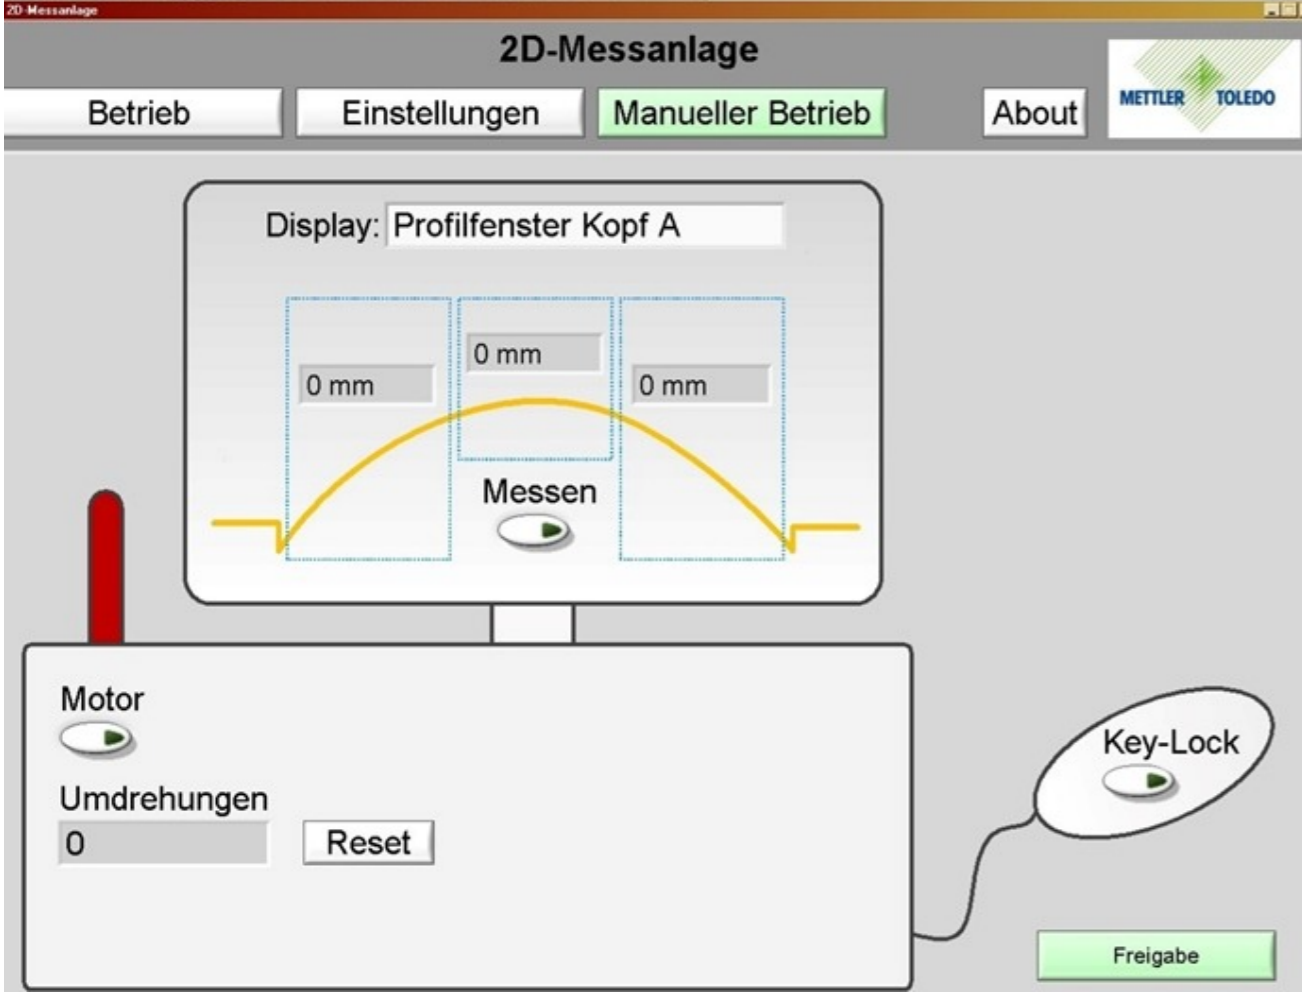 2D-Messanlage
2D-Messanlage
Betrieb
Einstellungen
Manueller Betrieb
About
METTLER TOLEDO
Display: Profilfenster Kopf A
0 mm
0 mm
0 mm
Messen
Motor
Umdrehungen
0
Reset
Key-Lock
Freigabe